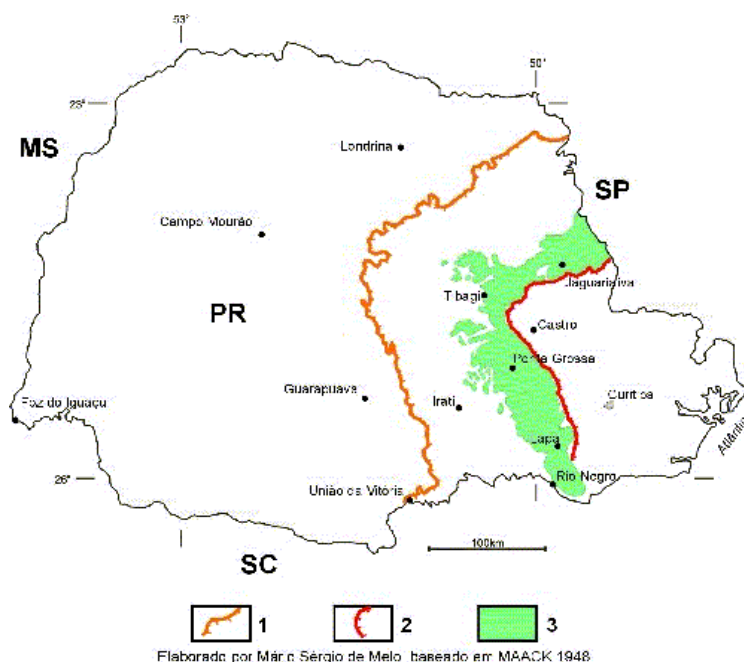 53°
50°
23°
MS
Londrina
SP
Campo Mourão
Jaguariaíva
Tibagi
PR
Castro
Ponta Grossa
Guarapuava
Irati
Curitiba
Foz do Iguaçu
Lapa
Atlântico
26°
Rio Negro
União da Vitória
100km
SC
1
2
3
Elaborado por Mário Sérgio de Melo, baseado em MAACK 1948